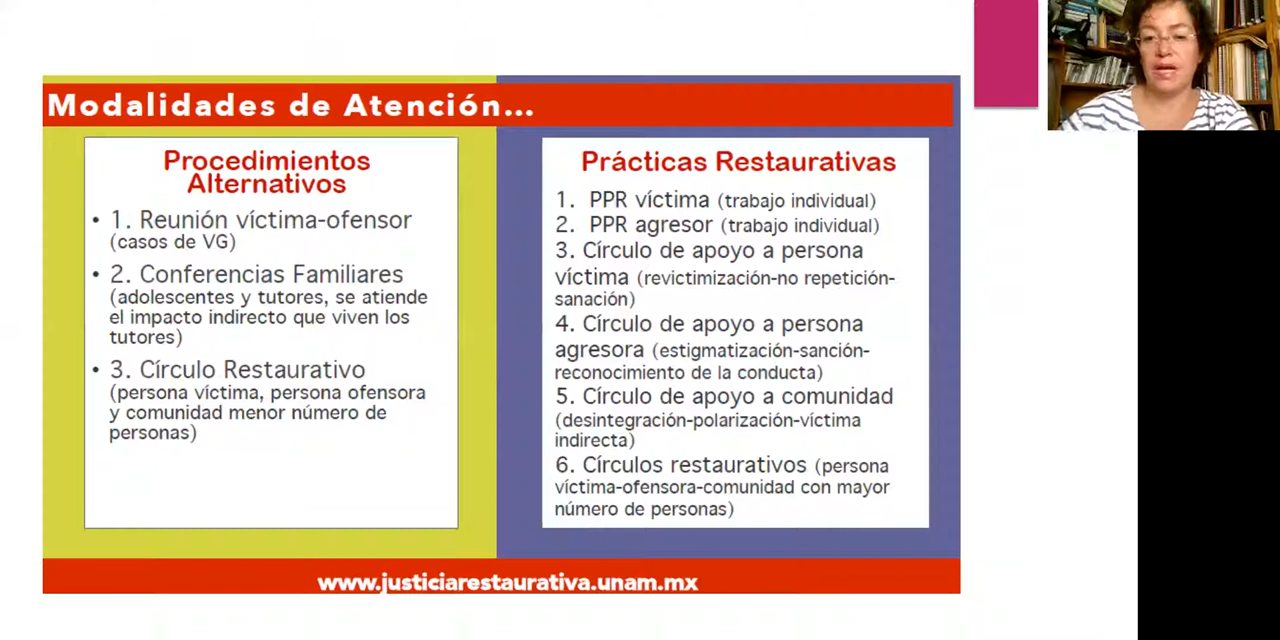 Modalidades de Atención...
Procedimientos
Alternativos
• 1. Reunión víctima-ofensor
(casos de VG)
• 2. Conferencias Familiares
(adolescentes y tutores, se atiende
el impacto indirecto que viven los
tutores)
• 3. Círculo Restaurativo
(persona víctima, persona ofensora
y comunidad menor número de
personas)
Prácticas Restaurativas
1. PPR víctima (trabajo individual)
2. PPR agresor (trabajo individual)
3. Círculo de apoyo a persona
víctima (revictimización-no repetición-
sanación)
4. Círculo de apoyo a persona
agresora (estigmatización-sanción-
reconocimiento de la conducta)
5. Círculo de apoyo a comunidad
(desintegración-polarización-víctima
indirecta)
6. Círculos restaurativos (persona
víctima-ofensora-comunidad con mayor
número de personas)
www.justiciarestaurativa.unam.mx